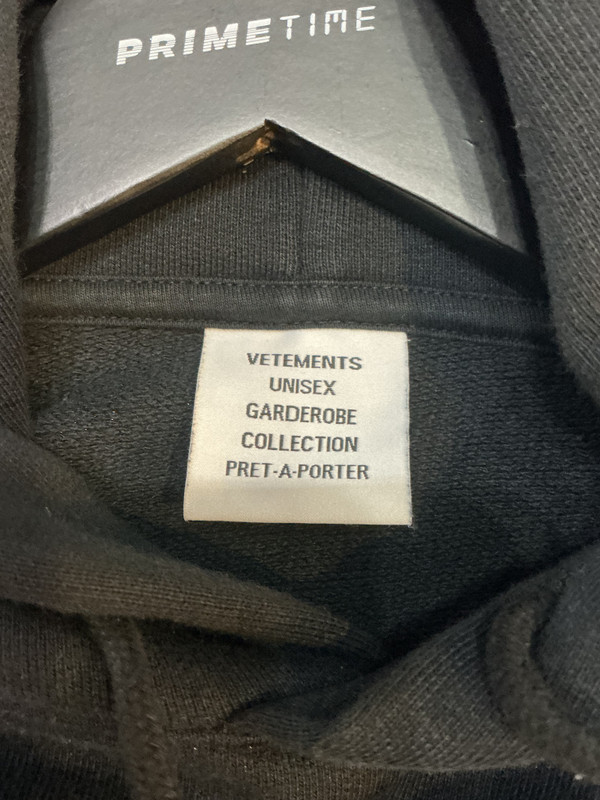 PRIMETIME
VETEMENTS
UNISEX
GARDEROBE
COLLECTION
PRET-A-PORTER